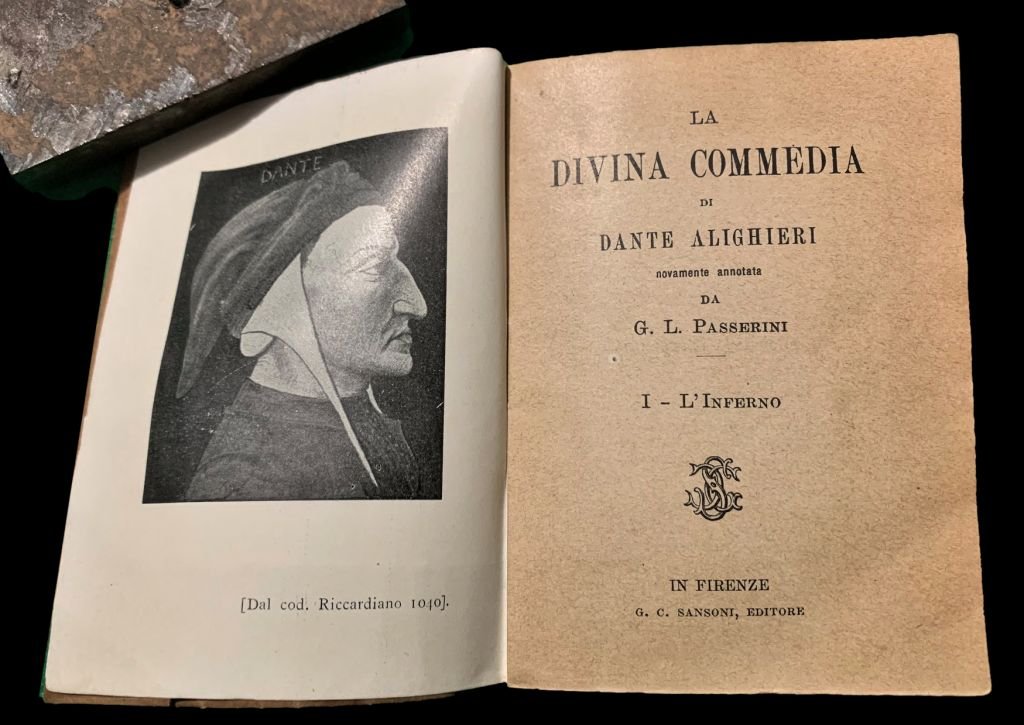 DANTE
[Dal cod. Riccardiano 1040].
LA
DIVINA COMMEDIA
DI
DANTE ALIGHIERI
novamente annotata
DA
G. L. PASSERINI
I – L'INFERNO
IN FIRENZE
G. C. SANSONI, EDITORE